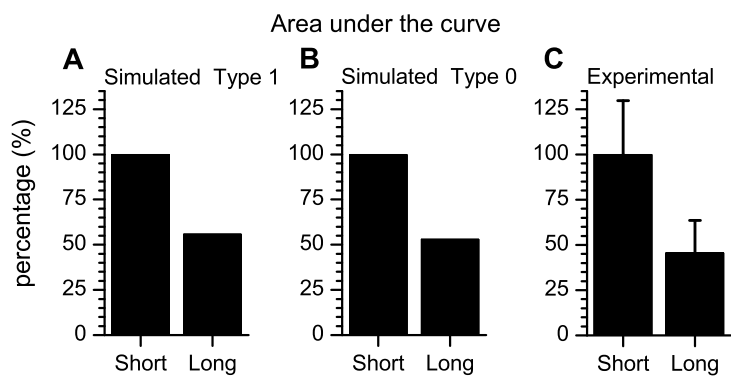 Area under the curve
A B C
Simulated Type 1 Simulated Type 0 Experimental
percentage (%)
125 125 125
100 100 100
75 75 75
50 50 50
25 25 25
0 0 0
Short Long Short Long Short Long